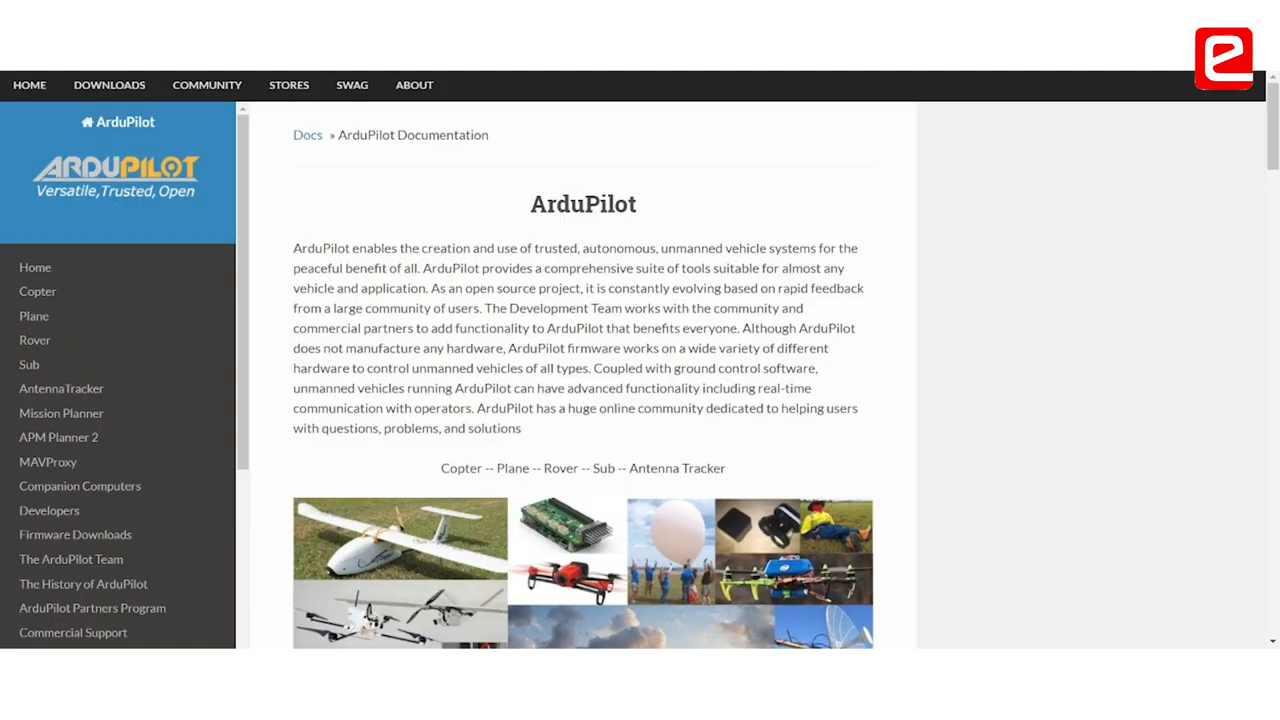 HOME DOWNLOADS COMMUNITY STORES SWAG ABOUT
ArduPilot
ARDUPILOT
Versatile,Trusted,Open
Home
Copter
Plane
Rover
Sub
AntennaTracker
Mission Planner
APM Planner 2
MAVProxy
Companion Computers
Developers
Firmware Downloads
The ArduPilot Team
The History of ArduPilot
ArduPilot Partners Program
Commercial Support
Docs » ArduPilot Documentation
ArduPilot
ArduPilot enables the creation and use of trusted, autonomous, unmanned vehicle systems for the
peaceful benefit of all. ArduPilot provides a comprehensive suite of tools suitable for almost any
vehicle and application. As an open source project, it is constantly evolving based on rapid feedback
from a large community of users. The Development Team works with the community and
commercial partners to add functionality to ArduPilot that benefits everyone. Although ArduPilot
does not manufacture any hardware, ArduPilot firmware works on a wide variety of different
hardware to control unmanned vehicles of all types. Coupled with ground control software,
unmanned vehicles running ArduPilot can have advanced functionality including real-time
communication with operators. ArduPilot has a huge online community dedicated to helping users
with questions, problems, and solutions
Copter -- Plane -- Rover -- Sub -- Antenna Tracker
e